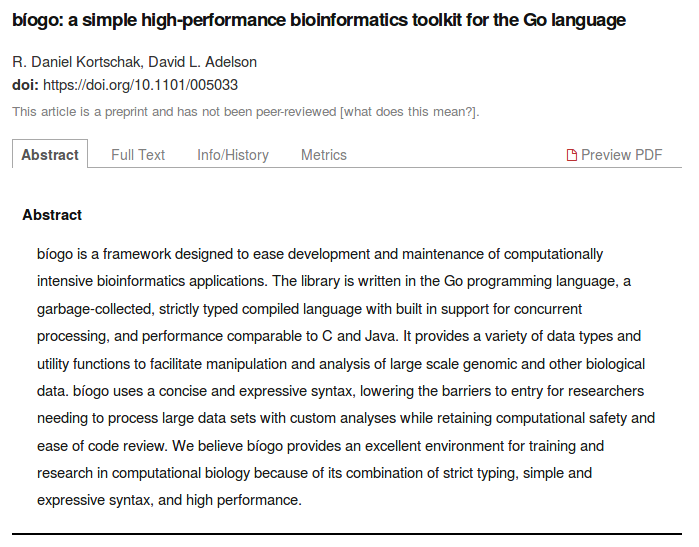 bíogo: a simple high-performance bioinformatics toolkit for the Go language
R. Daniel Kortschak, David L. Adelson
doi: https://doi.org/10.1101/005033
This article is a preprint and has not been peer-reviewed [what does this mean?].
Abstract Full Text Info/History Metrics Preview PDF
Abstract
bíogo is a framework designed to ease development and maintenance of computationally
intensive bioinformatics applications. The library is written in the Go programming language, a
garbage-collected, strictly typed compiled language with built in support for concurrent
processing, and performance comparable to C and Java. It provides a variety of data types and
utility functions to facilitate manipulation and analysis of large scale genomic and other biological
data. bíogo uses a concise and expressive syntax, lowering the barriers to entry for researchers
needing to process large data sets with custom analyses while retaining computational safety and
ease of code review. We believe bíogo provides an excellent environment for training and
research in computational biology because of its combination of strict typing, simple and
expressive syntax, and high performance.